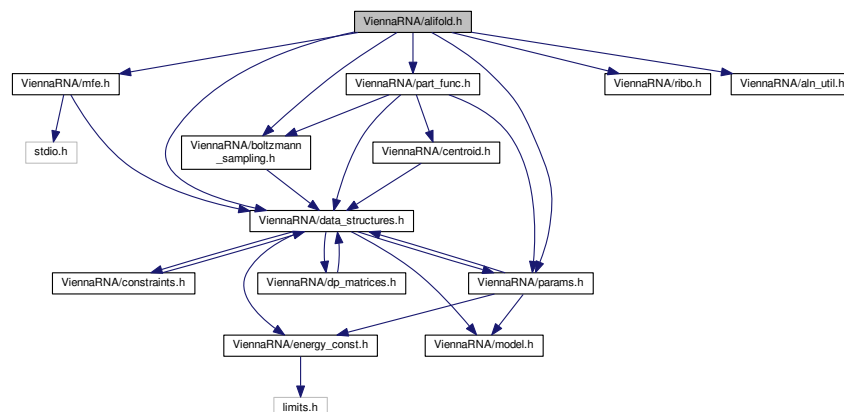 ViennaRNA/alifold.h
ViennaRNA/mfe.h
ViennaRNA/part_func.h
ViennaRNA/ribo.h
ViennaRNA/aln_util.h
stdio.h
ViennaRNA/boltzmann
_sampling.h
ViennaRNA/centroid.h
ViennaRNA/data_structures.h
ViennaRNA/constraints.h
ViennaRNA/dp_matrices.h
ViennaRNA/params.h
ViennaRNA/energy_const.h
ViennaRNA/model.h
limits.h